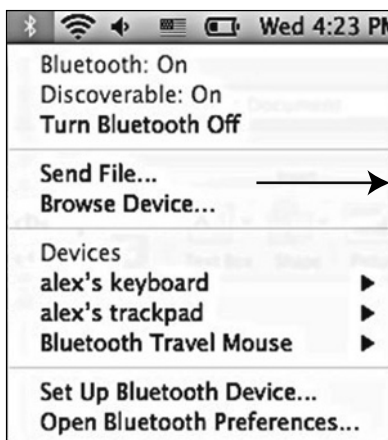 Wed 4:23 PM
Bluetooth: On
Discoverable: On
Turn Bluetooth Off
Send File...
Browse Device...
Devices
alex's keyboard
alex's trackpad
Bluetooth Travel Mouse
Set Up Bluetooth Device...
Open Bluetooth Preferences...